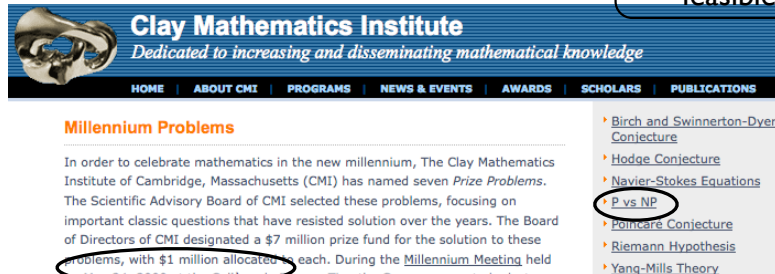 Clay Mathematics Institute
Dedicated to increasing and disseminating mathematical knowledge
HOME | ABOUT CMI | PROGRAMS | NEWS & EVENTS | AWARDS | SCHOLARS | PUBLICATIONS
Millennium Problems
In order to celebrate mathematics in the new millennium, The Clay Mathematics
Institute of Cambridge, Massachusetts (CMI) has named seven Prize Problems.
The Scientific Advisory Board of CMI selected these problems, focusing on
important classic questions that have resisted solution over the years. The Board
of Directors of CMI designated a $7 million prize fund for the solution to these
problems, with $1 million allocated to each. During the Millennium Meeting held
Birch and Swinnerton-Dyer
Conjecture
Hodge Conjecture
Navier-Stokes Equations
P vs NP
Poincaré Conjecture
Riemann Hypothesis
Yang-Mills Theory